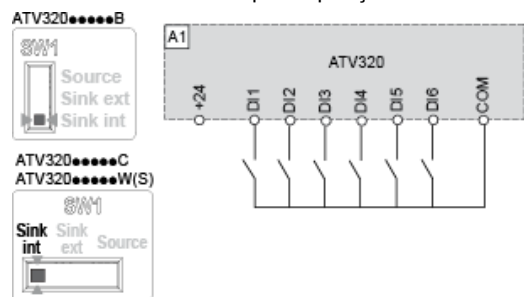 ATV320●●●●●B
SW1
Source
Sink ext
Sink int
A1
ATV320
+24
DI1
DI2
DI3
DI4
DI5
DI6
COM
ATV320●●●●●C
ATV320●●●●●W(S)
SW1
Sink int
Sink ext
Source